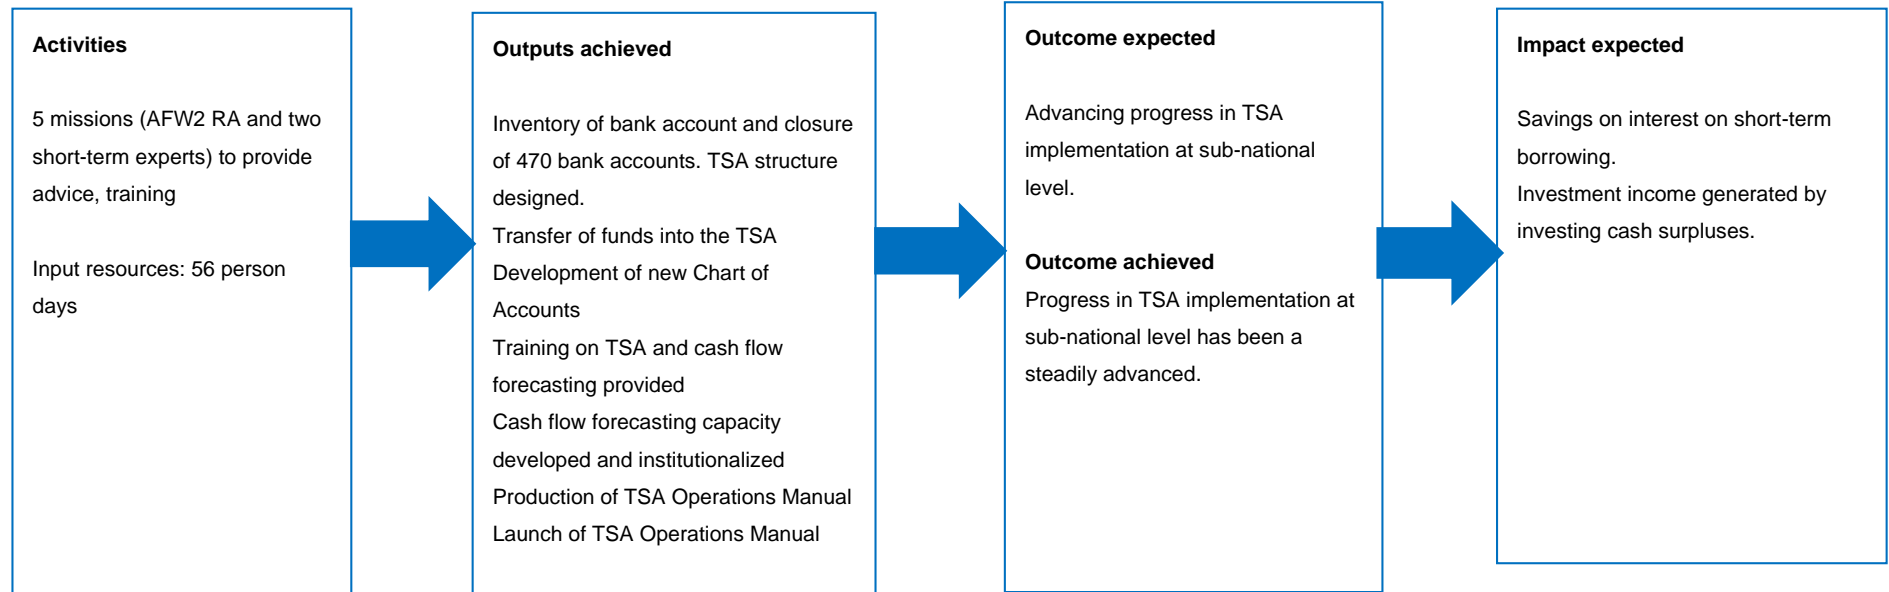 Activities
5 missions (AFW2 RA and two
short-term experts) to provide
advice, training
Input resources: 56 person
days
Outputs achieved
Inventory of bank account and closure
of 470 bank accounts. TSA structure
designed.
Transfer of funds into the TSA
Development of new Chart of
Accounts
Training on TSA and cash flow
forecasting provided
Cash flow forecasting capacity
developed and institutionalized
Production of TSA Operations Manual
Launch of TSA Operations Manual
Outcome expected
Advancing progress in TSA
implementation at sub-national
level.
Outcome achieved
Progress in TSA implementation at
sub-national level has been a
steadily advanced.
Impact expected
Savings on interest on short-term
borrowing.
Investment income generated by
investing cash surpluses.